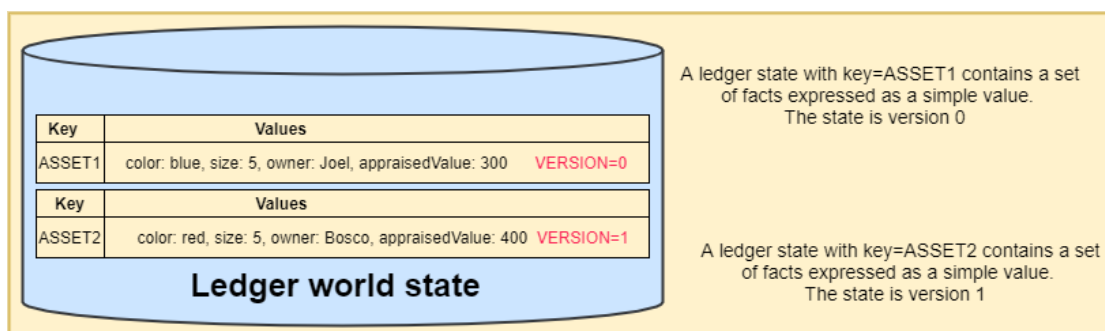 Key Values
ASSET1 color: blue, size: 5, owner: Joel, appraisedValue: 300 VERSION=0
Key Values
ASSET2 color: red, size: 5, owner: Bosco, appraisedValue: 400 VERSION=1
Ledger world state
A ledger state with key=ASSET1 contains a set
of facts expressed as a simple value.
The state is version 0
A ledger state with key=ASSET2 contains a set
of facts expressed as a simple value.
The state is version 1